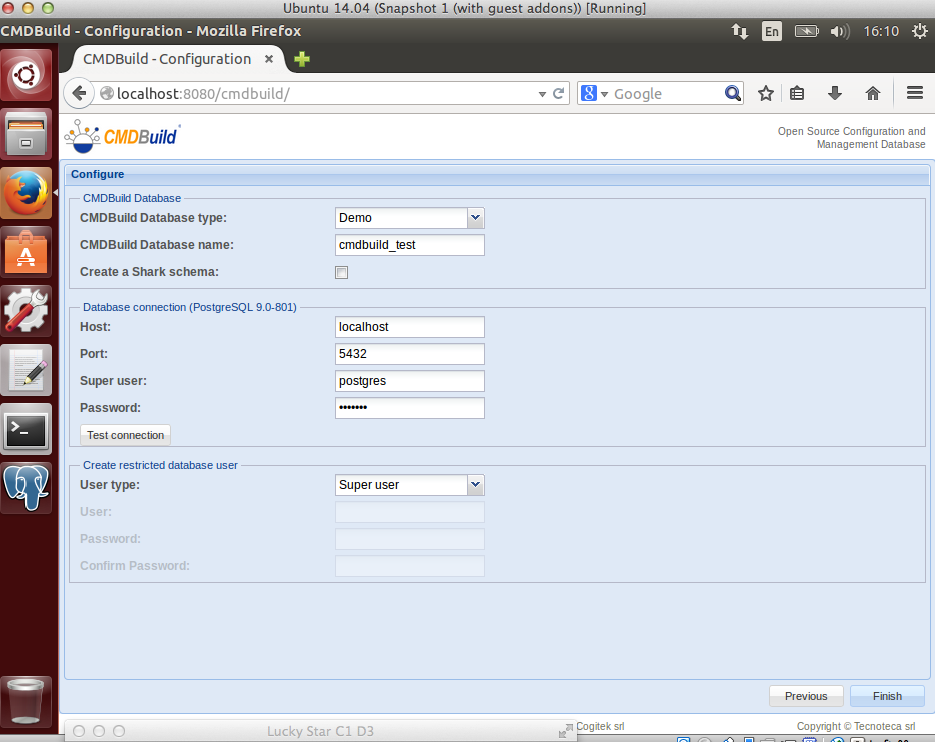 Ubuntu 14.04 (Snapshot 1 (with guest addons)) [Running]
CMDBuild - Configuration - Mozilla Firefox
En
16:10
CMDBuild - Configuration
localhost:8080/cmdbuild/
Google
CMDBuild
Open Source Configuration and
Management Database
Configure
CMDBuild Database
CMDBuild Database type:
Demo
CMDBuild Database name:
cmdbuild_test
Create a Shark schema:
Database connection (PostgreSQL 9.0-801)
Host:
localhost
Port:
5432
Super user:
postgres
Password:
•••••••
Test connection
Create restricted database user
User type:
Super user
User:
Password:
Confirm Password:
Previous
Finish
Lucky Star C1 D3
Cogitek srl
Copyright © Tecnoteca srl